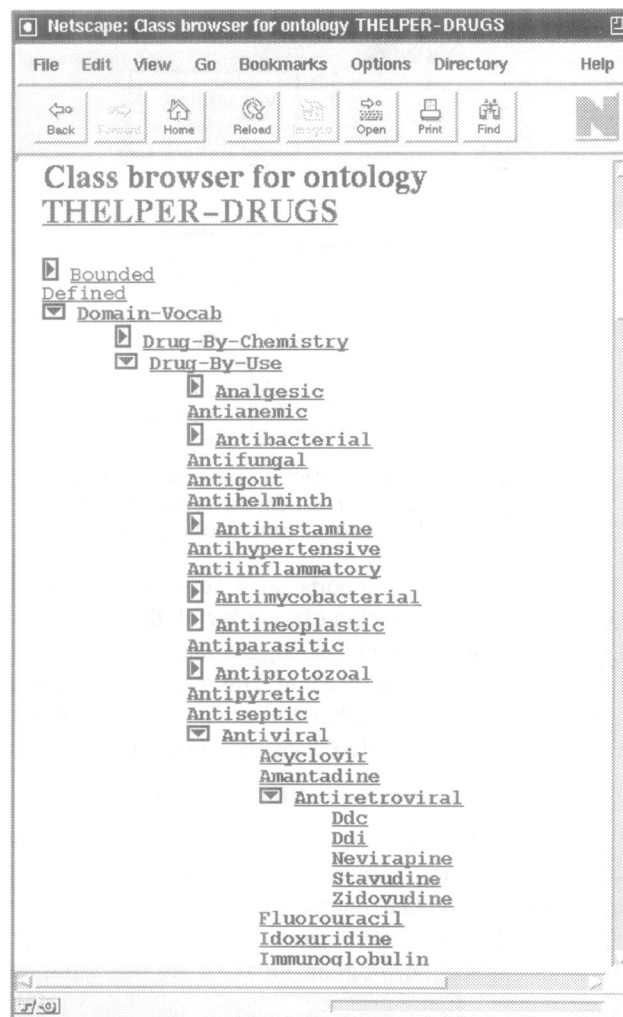 Netscape: Class browser for ontology THELPER-DRUGS
File Edit View Go Bookmarks Options Directory Help
Back Forward Home Reload Images Open Print Find
N
Class browser for ontology
THELPER-DRUGS
Bounded
Defined
Domain-Vocab
Drug-By-Chemistry
Drug-By-Use
Analgesic
Antianemic
Antibacterial
Antifungal
Antigout
Antihelminth
Antihistamine
Antihypertensive
Antiinflammatory
Antimycobacterial
Antineoplastic
Antiparasitic
Antiprotozoal
Antipyretic
Antiseptic
Antiviral
Acyclovir
Amantadine
Antiretroviral
Ddc
Ddi
Nevirapine
Stavudine
Zidovudine
Fluorouracil
Idoxuridine
Immunoglobulin